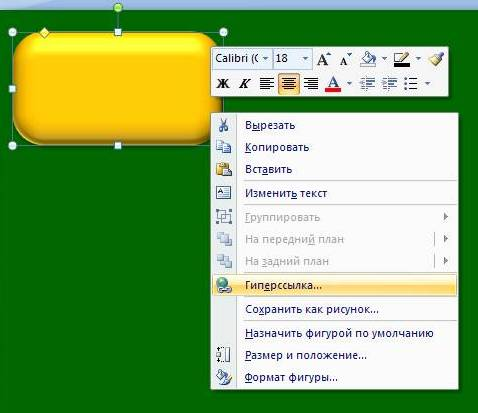 Calibri (С 18 A A
Ж К A
Вырезать
Копировать
Вставить
Изменить текст
Группировать
На передний план
На задний план
Гиперссылка...
Сохранить как рисунок...
Назначить фигурой по умолчанию
Размер и положение...
Формат фигуры...